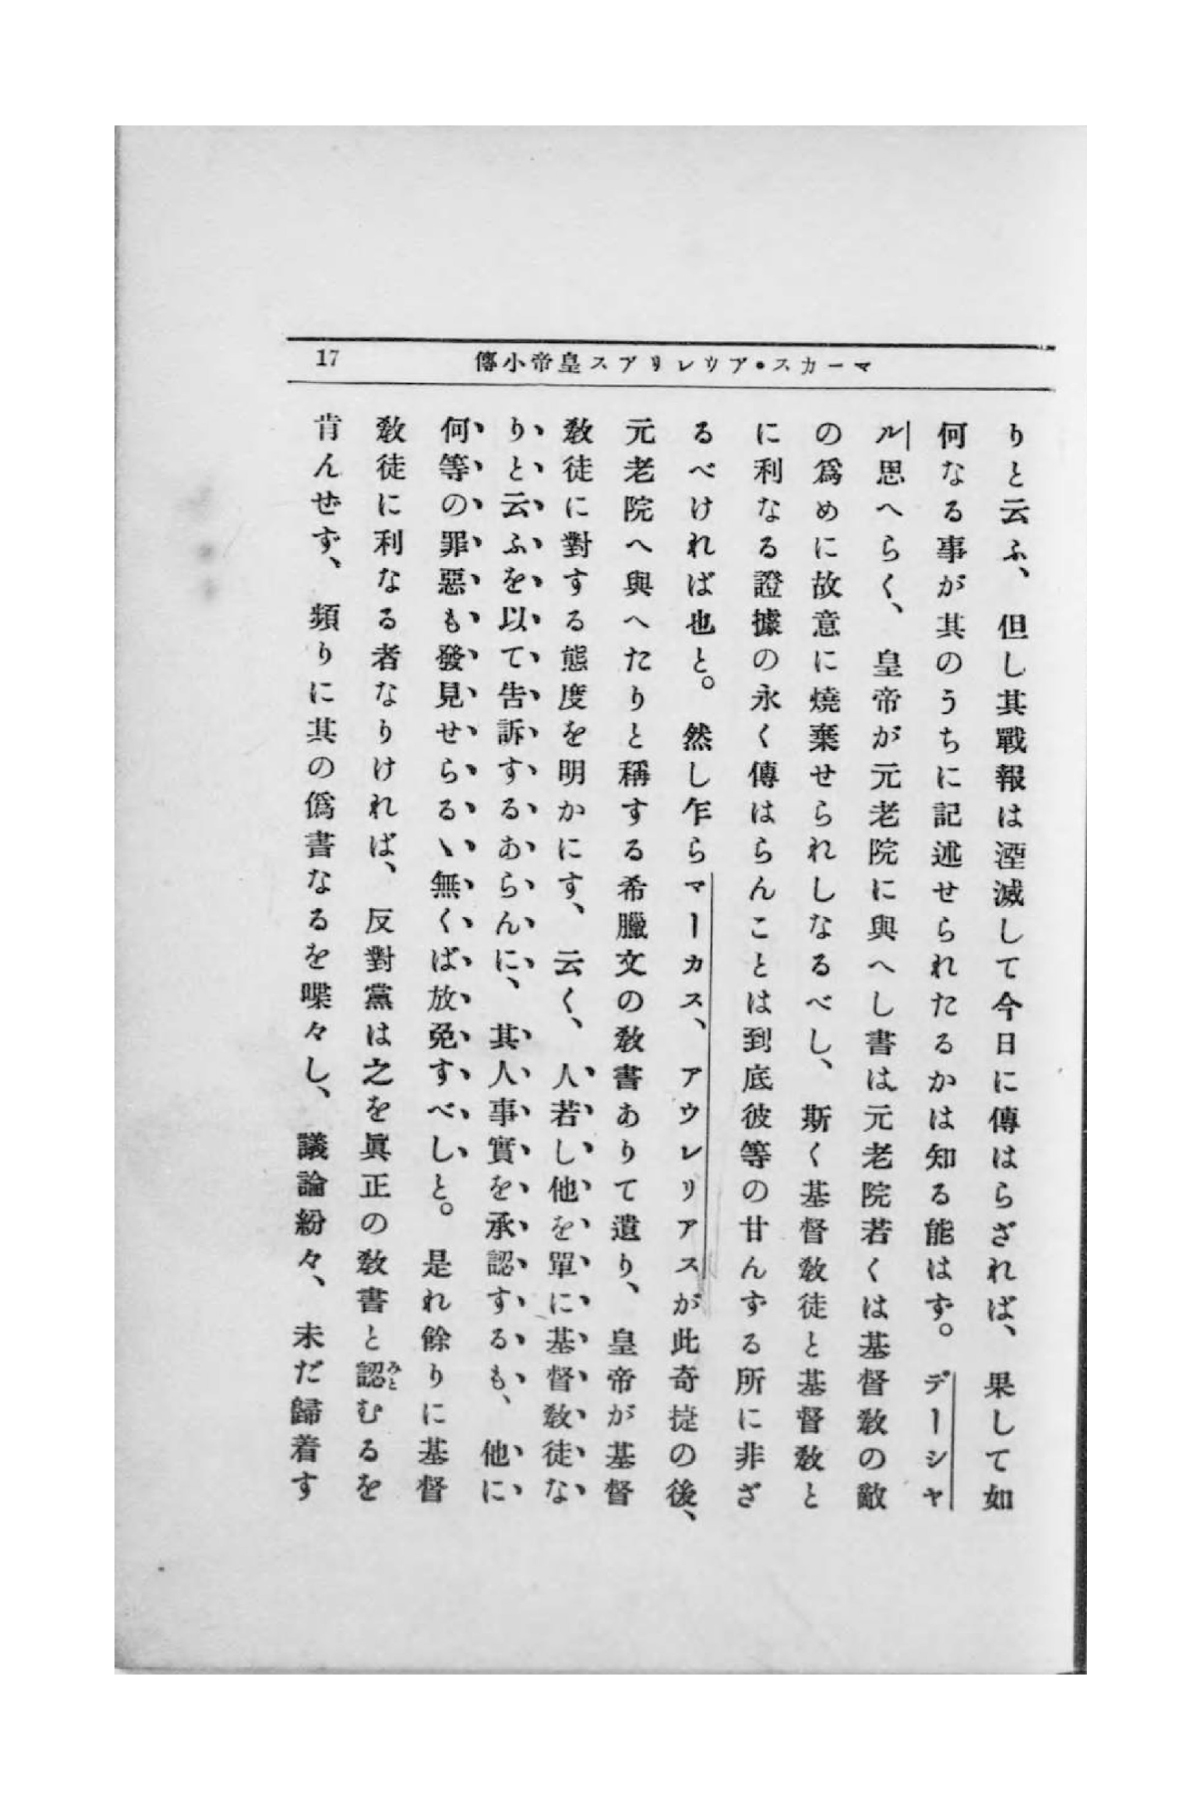 マーカス・アウレリアス皇帝小傳
17
りと云ふ、但し其戰報は湮滅して今日に傳はらざれば、果して如
何なる事が其のうちに記述せられたるかは知る能はず。デーシャ
ル思へらく、皇帝が元老院に與へし書は元老院若くは基督敎の敵
の爲めに故意に燒棄せられしなるべし、斯く基督敎徒と基督敎と
に利なる證據の永く傳はらんことは到底彼等の甘んずる所に非ざ
るべければ也と。然し乍らマーカス、アウレリアスが此奇捷の後、
元老院へ與へたりと稱する希臘文の敎書ありて遺り、皇帝が基督
敎徒に對する態度を明かにす、云く、人若し他を單に基督敎徒な
りと云ふを以て告訴するあらんに、其人事實を承認するも、他に
何等の罪惡も發見せらるゝ無くば放免すべしと。是れ餘りに基督
敎徒に利なる者なりければ、反對黨は之を眞正の敎書と認むるを
肯んせず、頻りに其の僞書なるを喋々し、議論紛々、未だ歸着す